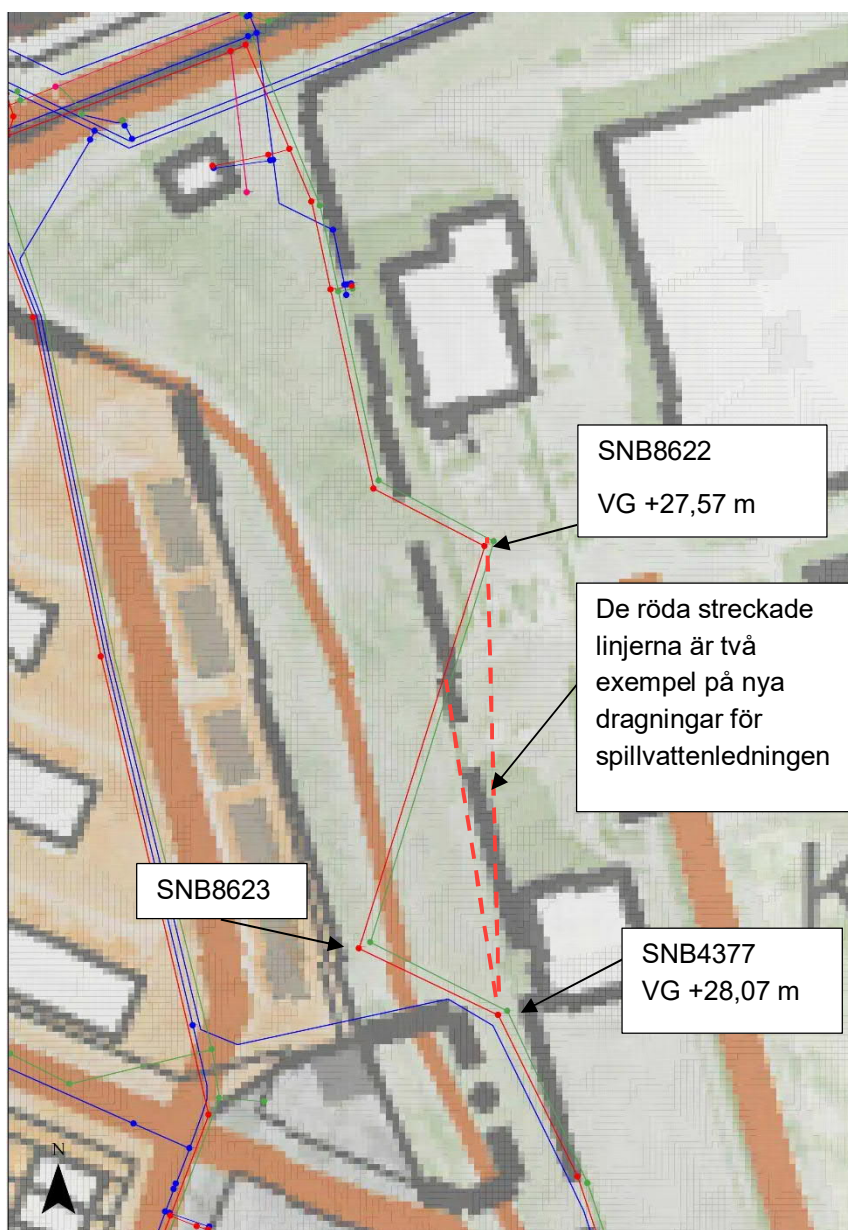 SNB8622
VG +27,57 m
De röda streckade
linjerna är två
exempel på nya
dragningar för
spillvattenledningen
SNB8623
SNB4377
VG +28,07 m
N